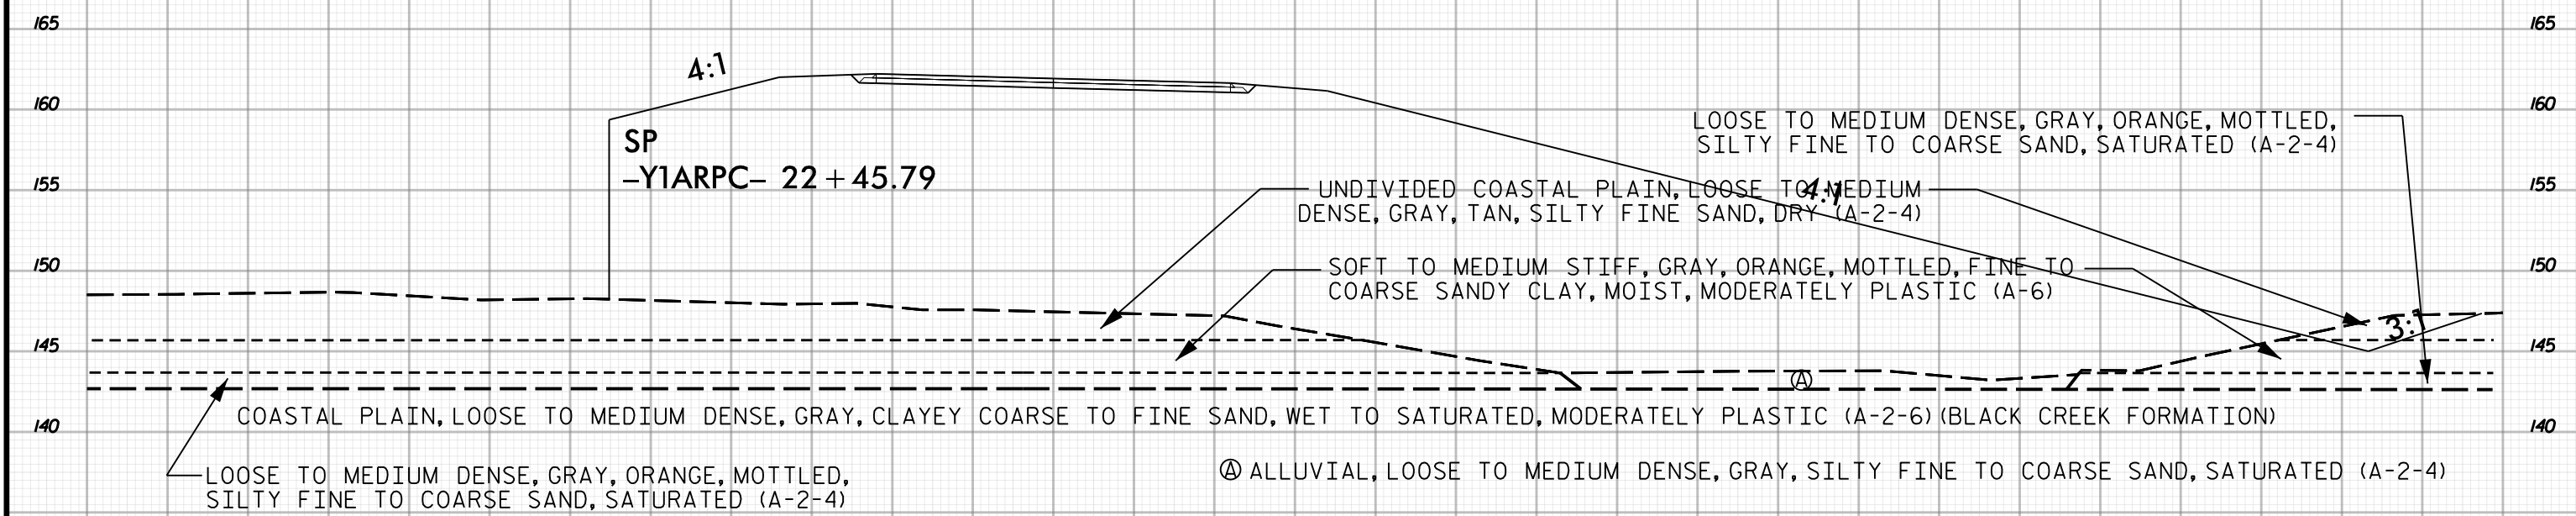 165 165
4:1
160 160
LOOSE TO MEDIUM DENSE, GRAY, ORANGE, MOTTLED,
SILTY FINE TO COARSE SAND, SATURATED (A-2-4)
SP
-Y1ARPC- 22+45.79
155 155
UNDIVIDED COASTAL PLAIN, LOOSE TO MEDIUM
DENSE, GRAY, TAN, SILTY FINE SAND, DRY (A-2-4)
4:1
150 150
SOFT TO MEDIUM STIFF, GRAY, ORANGE, MOTTLED, FINE TO
COARSE SANDY CLAY, MOIST, MODERATELY PLASTIC (A-6)
3:1
145 145
A
COASTAL PLAIN, LOOSE TO MEDIUM DENSE, GRAY, CLAYEY COARSE TO FINE SAND, WET TO SATURATED, MODERATELY PLASTIC (A-2-6) (BLACK CREEK FORMATION)
140 140
LOOSE TO MEDIUM DENSE, GRAY, ORANGE, MOTTLED,
SILTY FINE TO COARSE SAND, SATURATED (A-2-4)
Ⓐ ALLUVIAL, LOOSE TO MEDIUM DENSE, GRAY, SILTY FINE TO COARSE SAND, SATURATED (A-2-4)